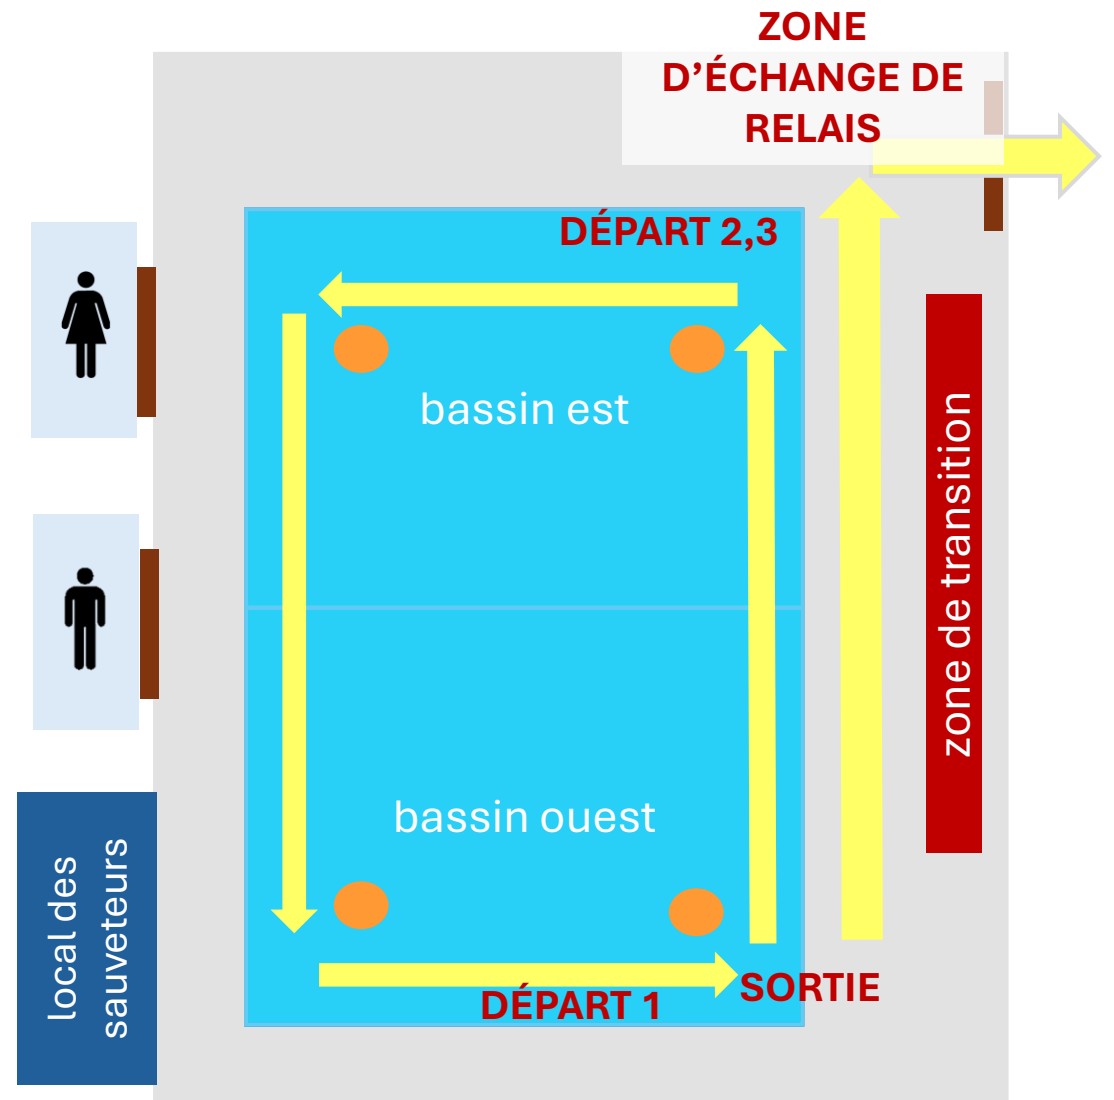 ZONE
D’ÉCHANGE DE
RELAIS
DÉPART 2,3
bassin est
zone de transition
bassin ouest
local des
sauveteurs
SORTIE
DÉPART 1